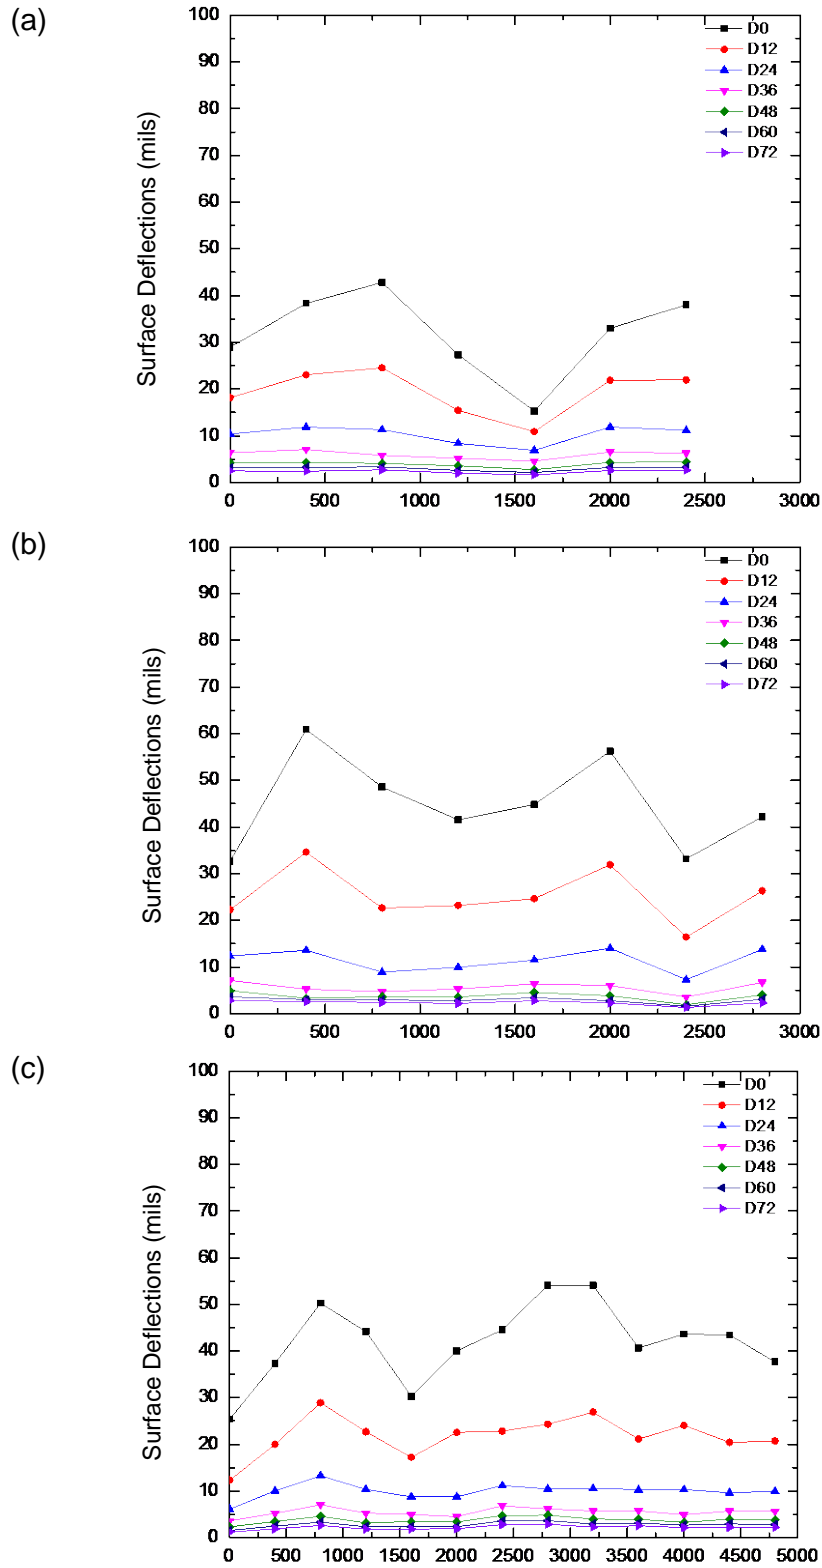 (a)
Surface Deflections (mils)
100
90
80
70
60
50
40
30
20
10
0
0 500 1000 1500 2000 2500 3000
D0
D12
D24
D36
D48
D60
D72
(b)
Surface Deflections (mils)
100
90
80
70
60
50
40
30
20
10
0
0 500 1000 1500 2000 2500 3000
D0
D12
D24
D36
D48
D60
D72
(c)
Surface Deflections (mils)
100
90
80
70
60
50
40
30
20
10
0
0 500 1000 1500 2000 2500 3000 3500 4000 4500 5000
D0
D12
D24
D36
D48
D60
D72